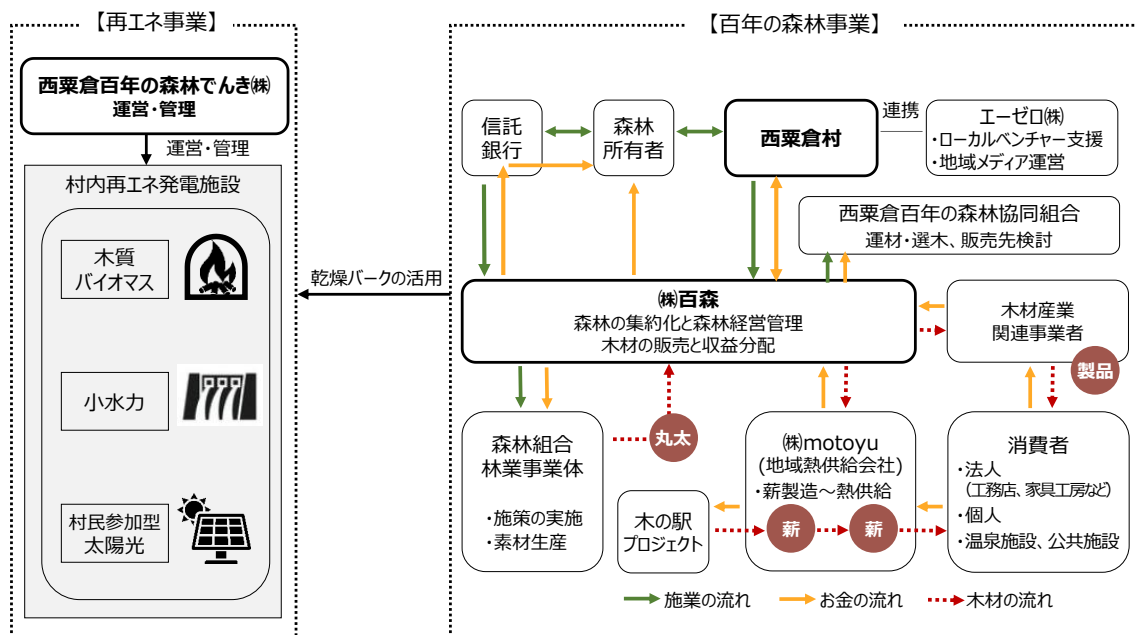 【再エネ事業】
西粟倉百年の森林でんき㈱
運営・管理
運営・管理
村内再エネ発電施設
木質
バイオマス
小水力
村民参加型
太陽光
乾燥バークの活用
【百年の森林事業】
信託
銀行
森林
所有者
西粟倉村
連携
エーゼロ㈱
・ローカルベンチャー支援
・地域メディア運営
西粟倉百年の森林協同組合
運材・選木、販売先検討
㈱百森
森林の集約化と森林経営管理
木材の販売と収益分配
木材産業
関連事業者
製品
森林組合
林業事業体
・施策の実施
・素材生産
丸太
㈱motoyu
(地域熱供給会社)
・薪製造～熱供給
薪
薪
木の駅
プロジェクト
消費者
・法人
(工務店、家具工房など)
・個人
・温泉施設、公共施設
施業の流れ
お金の流れ
木材の流れ